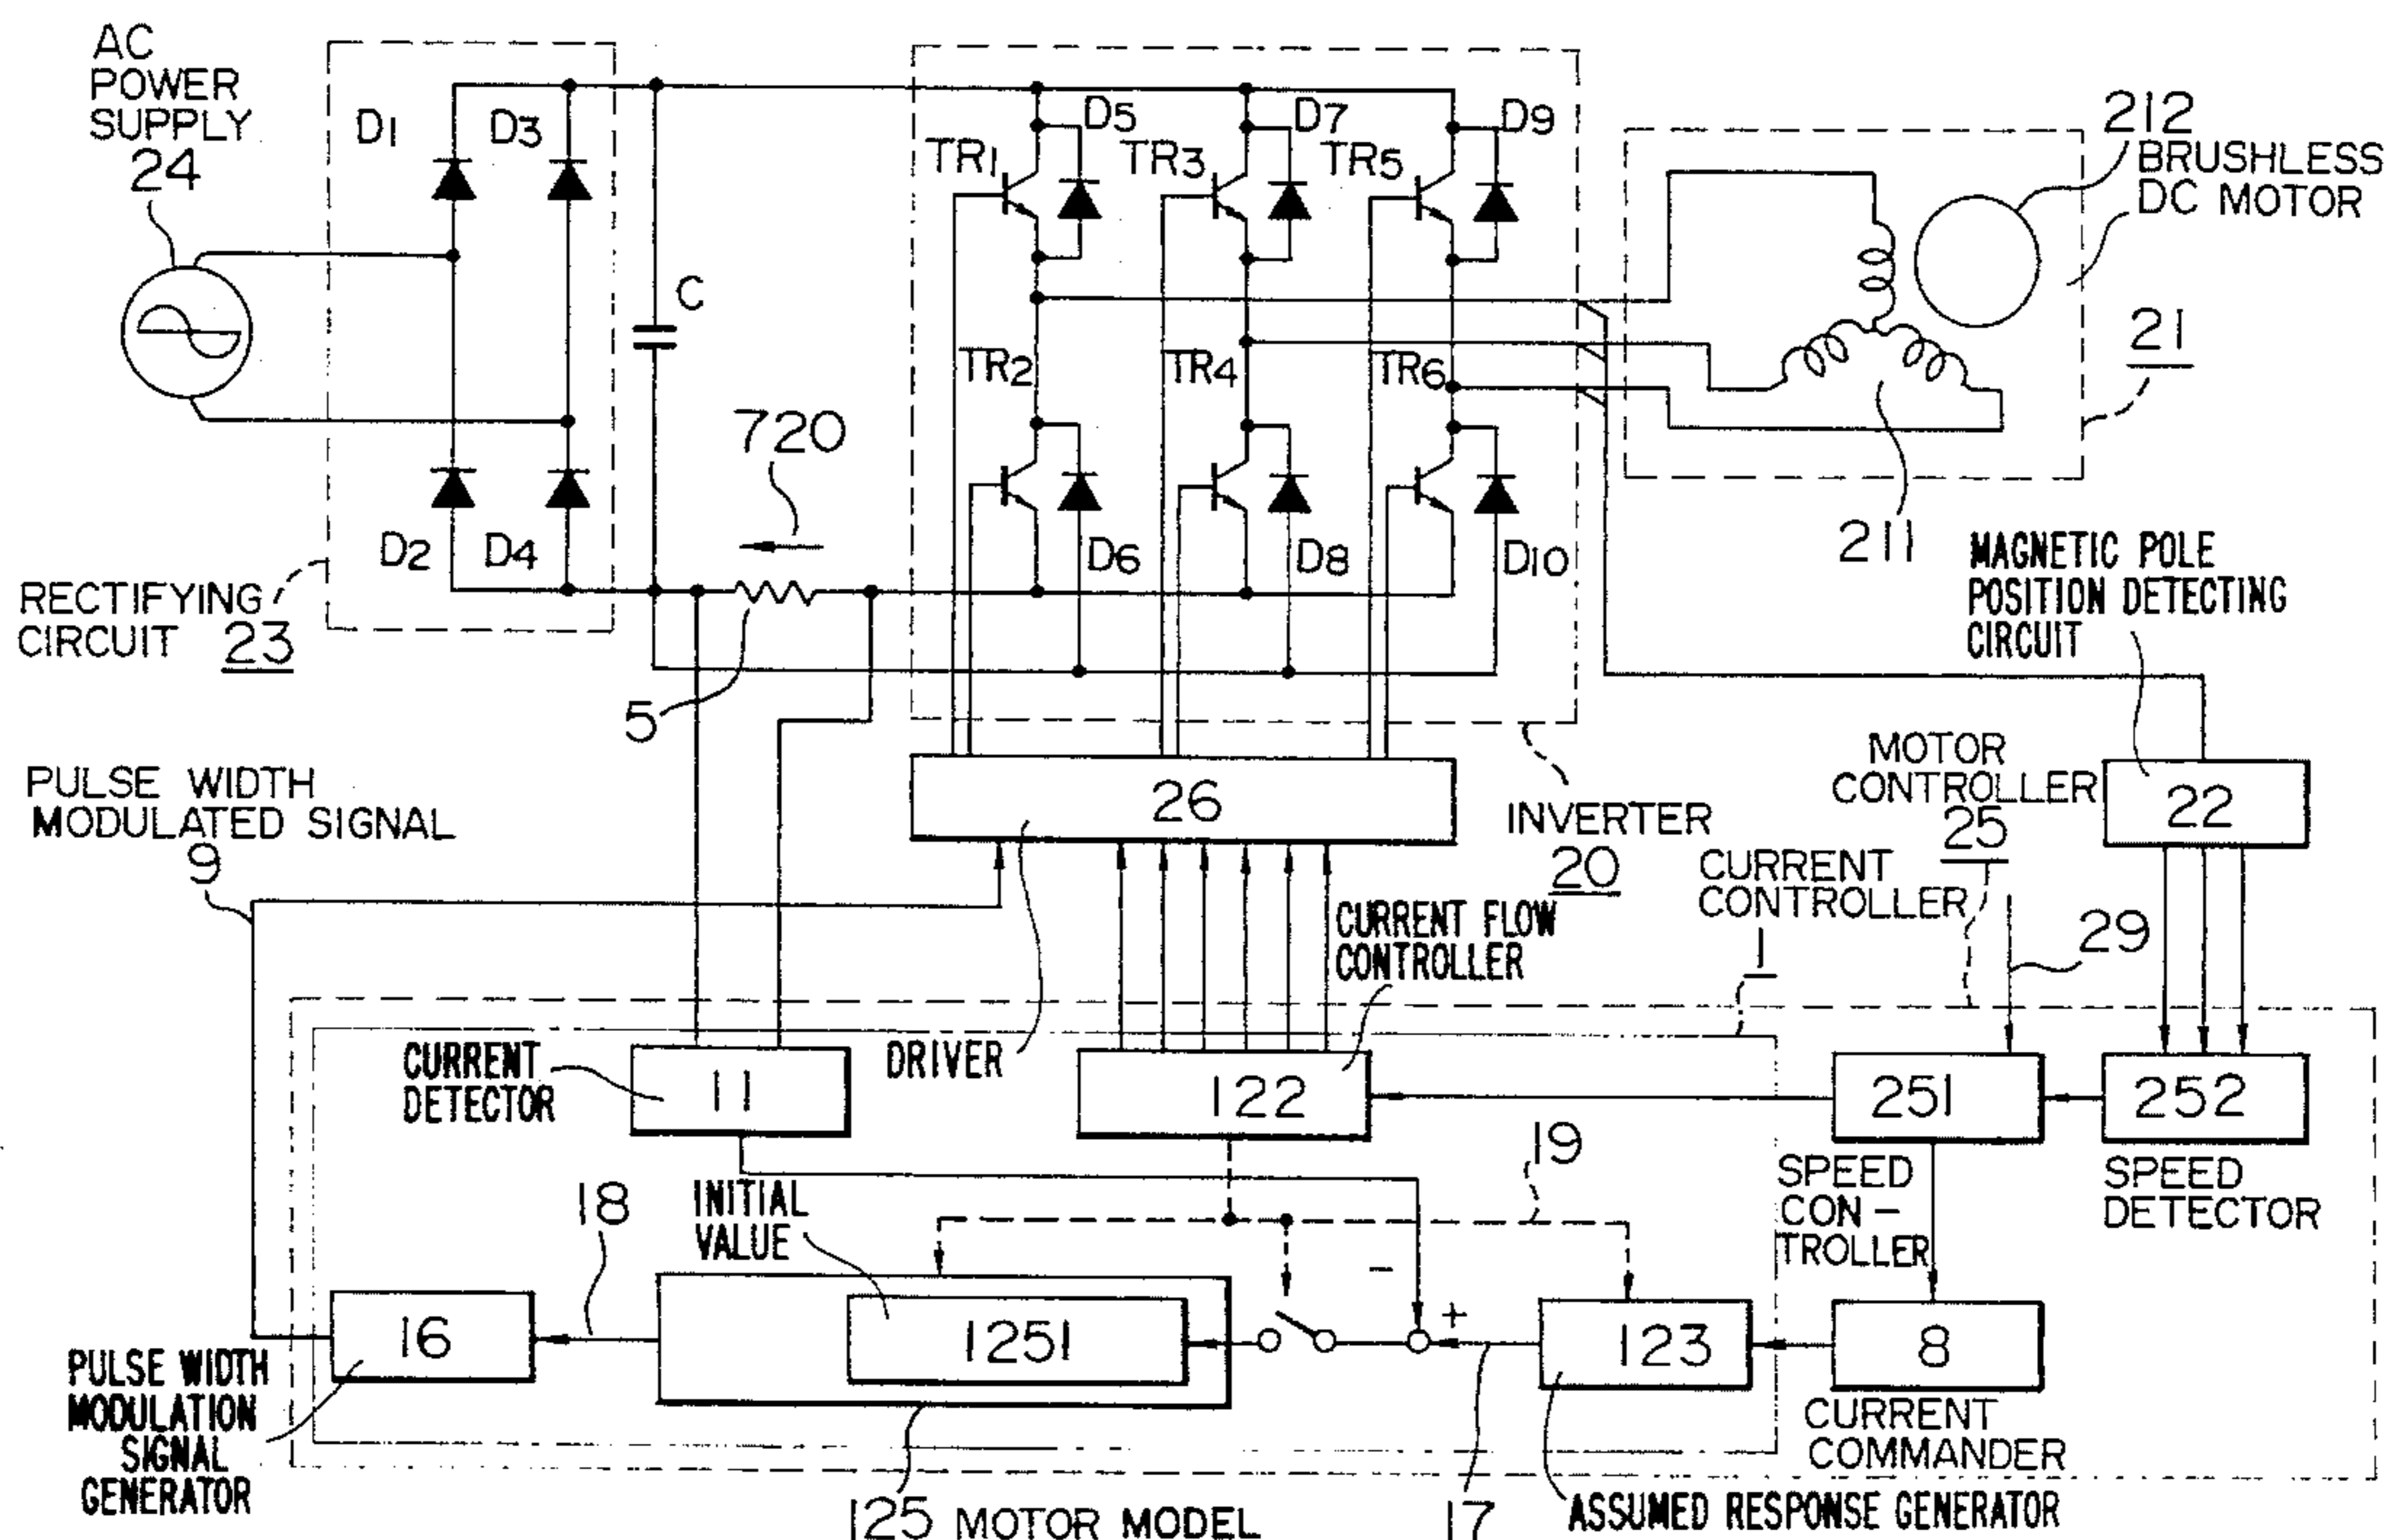 AC
POWER
SUPPLY
24
D1
D3
D2
D4
RECTIFYING
CIRCUIT 23
C
720
5
TR1
D5
TR3
D7
TR5
D9
TR2
D6
TR4
D8
TR6
D10
212
BRUSHLESS
DC MOTOR
21
211
MAGNETIC POLE
POSITION DETECTING
CIRCUIT
22
26
DRIVER
INVERTER
20
MOTOR
CONTROLLER
25
CURRENT
CONTROLLER
1
29
PULSE WIDTH
MODULATED SIGNAL
9
CURRENT FLOW
CONTROLLER
CURRENT
DETECTOR
11
122
251
252
SPEED
CON-
TROLLER
SPEED
DETECTOR
19
18
INITIAL
VALUE
-
+
16
1251
123
8
PULSE WIDTH
MODULATION
SIGNAL
GENERATOR
CURRENT
COMMANDER
125 MOTOR MODEL
17
ASSUMED RESPONSE GENERATOR